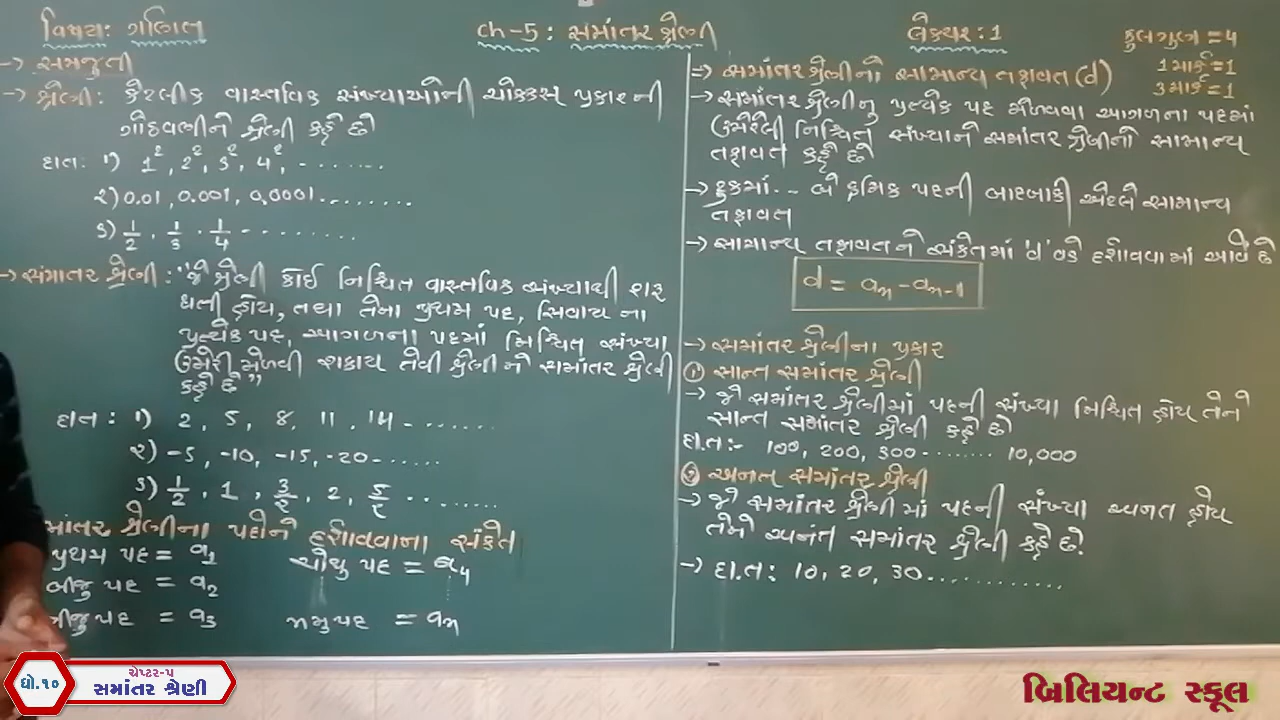 વિષય: ગણિત
ch-5: સમાંતર શ્રેણી
લેક્ચર: 1
કુલગુણ = 4
1 માર્ક = 1
3 માર્ક = 1
→ સમજુતી
→ શ્રેણી: કેટલીક વાસ્તવિક સંખ્યાઓની ચોક્કસ પ્રકારની
ગોઠવણીને શ્રેણી કહે છે
દા.ત: 1) 1², 2², 3², 4², .......
૨) 0.01, 0.001, 0.0001........
3) 1/2, 1/3, 1/4 ........
→ સંમાતર શ્રેણી: "જે શ્રેણી કોઈ નિશ્ચિત વાસ્તવિક સંખ્યાથી શરૂ
થતી હોય, તથા તેના પ્રથમ પદ, સિવાય ના
પ્રત્યેક પદ, આગળના પદમાં નિશ્ચિત સંખ્યા
ઉમેરી મેળવી શકાય તેવી શ્રેણી ને સમાંતર શ્રેણી
કહે છે"
દા.ત: 1) 2, 5, 8, 11, 14 .......
૨) -5, -10, -15, -20 ......
3) 1/2, 1, 3/2, 2, 5/2 .......
માંતર શ્રેણીના પદોને દર્શાવવાના સંકેત
પ્રથમ પદ = a₁
ચોથુ પદ = a₄
બીજુ પદ = a₂
ત્રીજુ પદ = a₃
nમુ પદ = aₙ
⇒ સમાંતર શ્રેણીનો સામાન્ય તફાવત (d)
→ સમાંતર શ્રેણીનુ પ્રત્યેક પદ મેળવવા આગળના પદમાં
ઉમેરેલી નિશ્ચિત સંખ્યાને સમાંતર શ્રેણીનો સામાન્ય
તફાવત કહે છે
→ ટુકમાં.. બે ક્રમિક પદની બાદબાકી એટલે સામાન્ય
તફાવત
→ સામાન્ય તફાવત ને સંકેતમાં 'd' વડે દર્શાવવામાં આવે છે
d = aₙ - aₙ₋₁
→ સમાંતર શ્રેણીના પ્રકાર
① સાન્ત સમાંતર શ્રેણી
→ જે સમાંતર શ્રેણીમાં પદની સંખ્યા નિશ્ચિત હોય તેને
સાન્ત સમાંતર શ્રેણી કહે છે
દા.ત:- 100, 200, 300 ........ 10,000
② અનત સમાંતર શ્રેણી
→ જે સમાંતર શ્રેણી માં પદની સંખ્યા અનત હોય
તેને અનંત સમાંતર શ્રેણી કહે છે.
→ દા.ત: 10, 20, 30............
ધો.૧૦
ચેપ્ટર-૫
સમાંતર શ્રેણી
બ્રિલિયન્ટ સ્કૂલ